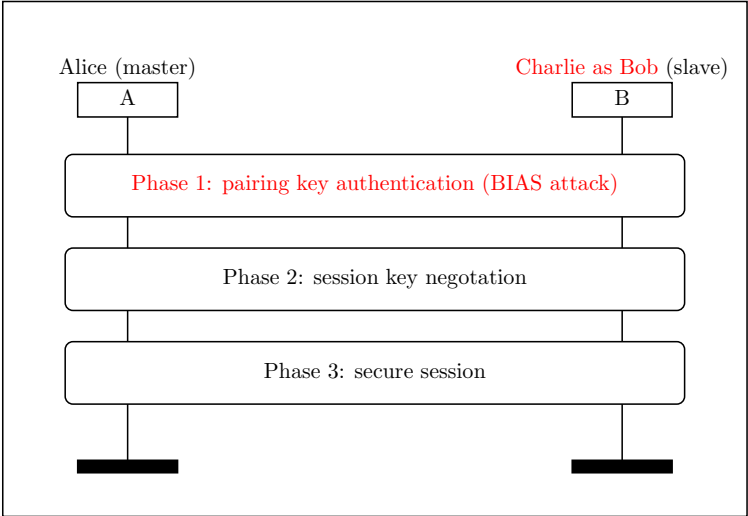 Alice (master)
Charlie as Bob (slave)
A
B
Phase 1: pairing key authentication (BIAS attack)
Phase 2: session key negotation
Phase 3: secure session